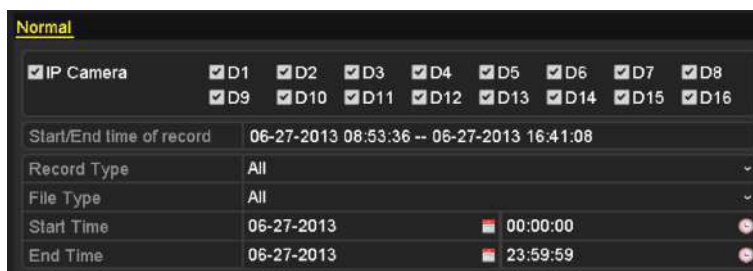 Normal
IP Camera D1 D2 D3 D4 D5 D6 D7 D8
D9 D10 D11 D12 D13 D14 D15 D16
Start/End time of record 06-27-2013 08:53:36 -- 06-27-2013 16:41:08
Record Type All
File Type All
Start Time 06-27-2013 00:00:00
End Time 06-27-2013 23:59:59